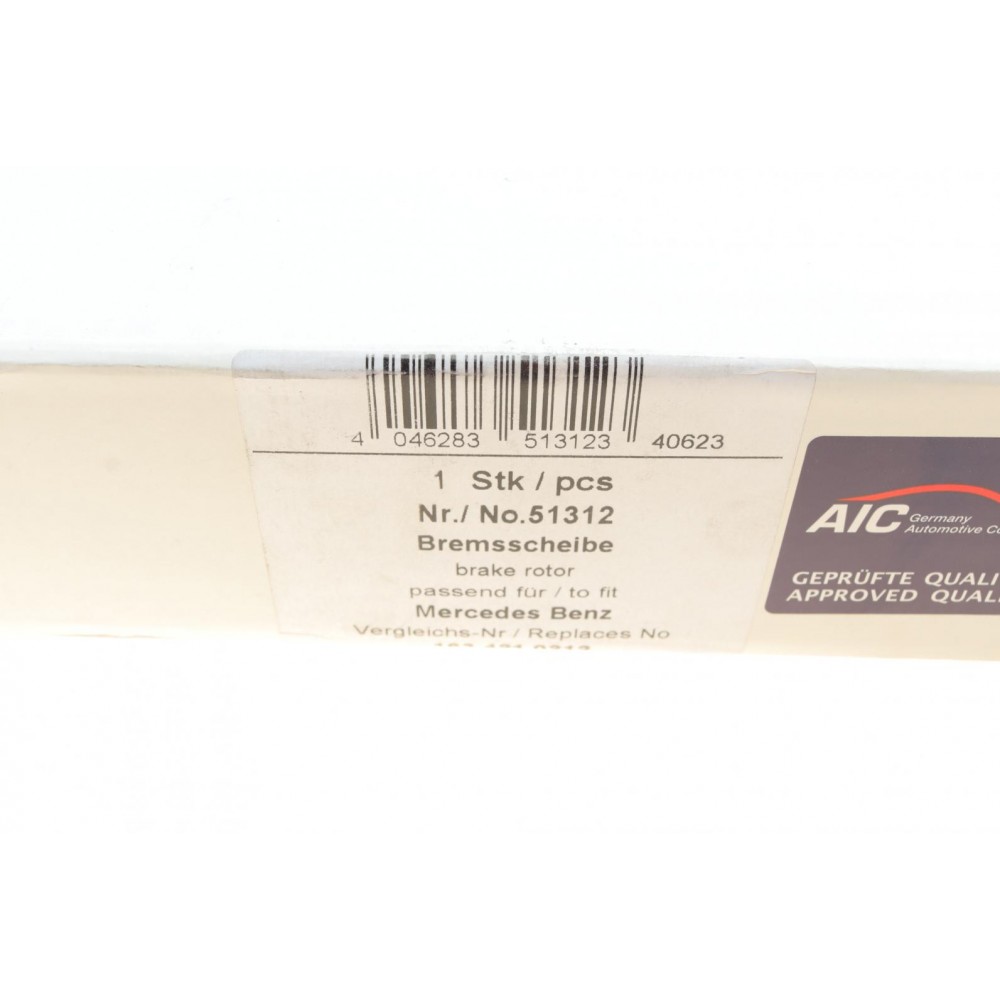 4 046283 513123 40623
1 Stk / pcs
Nr./ No.51312
Bremsscheibe
brake rotor
passend für / to fit
Mercedes Benz
Vergleichs-Nr / Replaces No
AIC Germany
Automotive Co
GEPRÜFTE QUALI
APPROVED QUAL